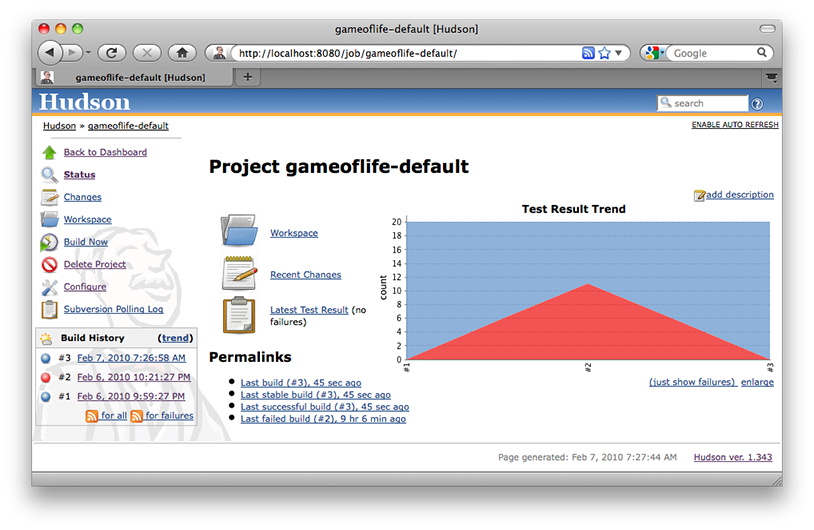 gameoflife-default [Hudson]
http://localhost:8080/job/gameoflife-default/
Google
gameoflife-default [Hudson]
Hudson
search
Hudson » gameoflife-default
ENABLE AUTO REFRESH
Back to Dashboard
Status
Changes
Workspace
Build Now
Delete Project
Configure
Subversion Polling Log
Build History (trend)
#3 Feb 7, 2010 7:26:58 AM
#2 Feb 6, 2010 10:21:27 PM
#1 Feb 6, 2010 9:59:27 PM
for all for failures
Project gameoflife-default
add description
Workspace
Recent Changes
Latest Test Result (no
failures)
Test Result Trend
count
20
18
16
14
12
10
8
6
4
2
0
#1
#2
#3
(just show failures) enlarge
Permalinks
Last build (#3), 45 sec ago
Last stable build (#3), 45 sec ago
Last successful build (#3), 45 sec ago
Last failed build (#2), 9 hr 6 min ago
Page generated: Feb 7, 2010 7:27:44 AM
Hudson ver. 1.343